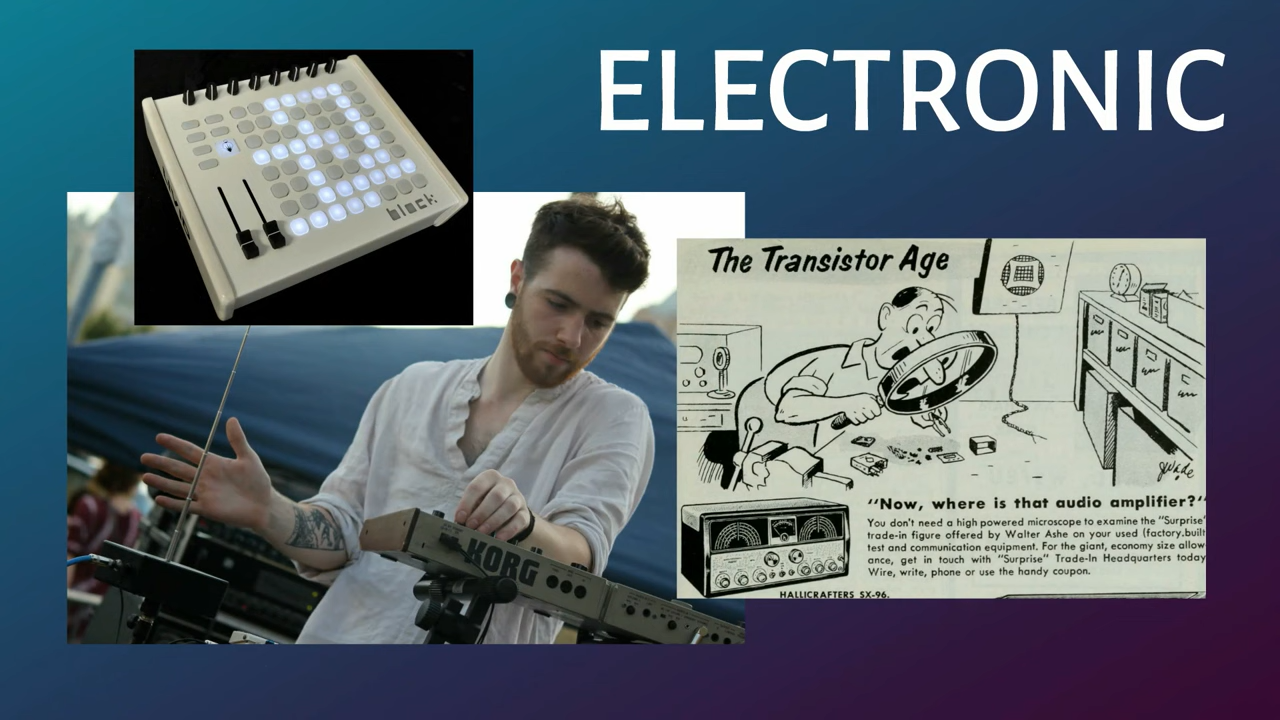 ELECTRONIC
block
KORG
The Transistor Age
"Now, where is that audio amplifier?"
You don't need a high powered microscope to examine the "Surprise'
trade-in figure offered by Walter Ashe on your used (factory.built
test and communication equipment. For the giant, economy size allow
ance, get in touch with "Surprise" Trade-In Headquarters today
Wire, write, phone or use the handy coupon.
HALLICRAFTERS SX-96.